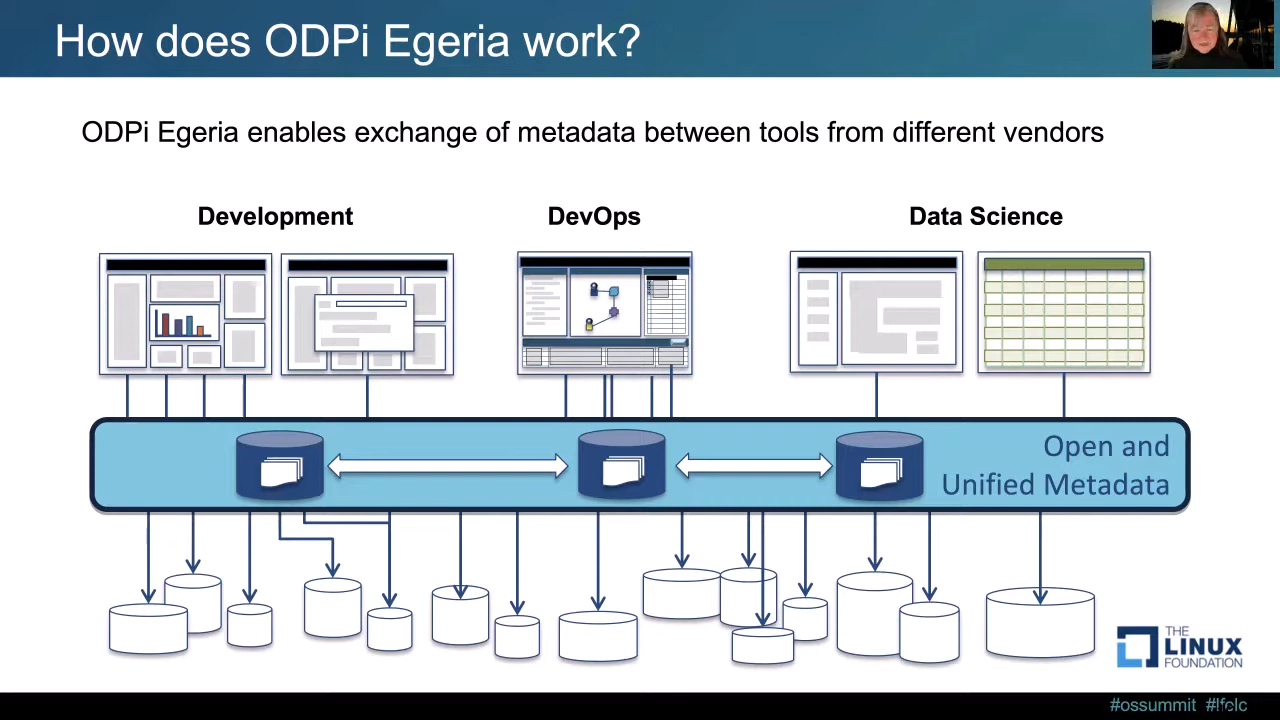 How does ODPi Egeria work?
ODPi Egeria enables exchange of metadata between tools from different vendors
Development
DevOps
Data Science
Open and
Unified Metadata
THE
LINUX
FOUNDATION
#ossummit #lfelc